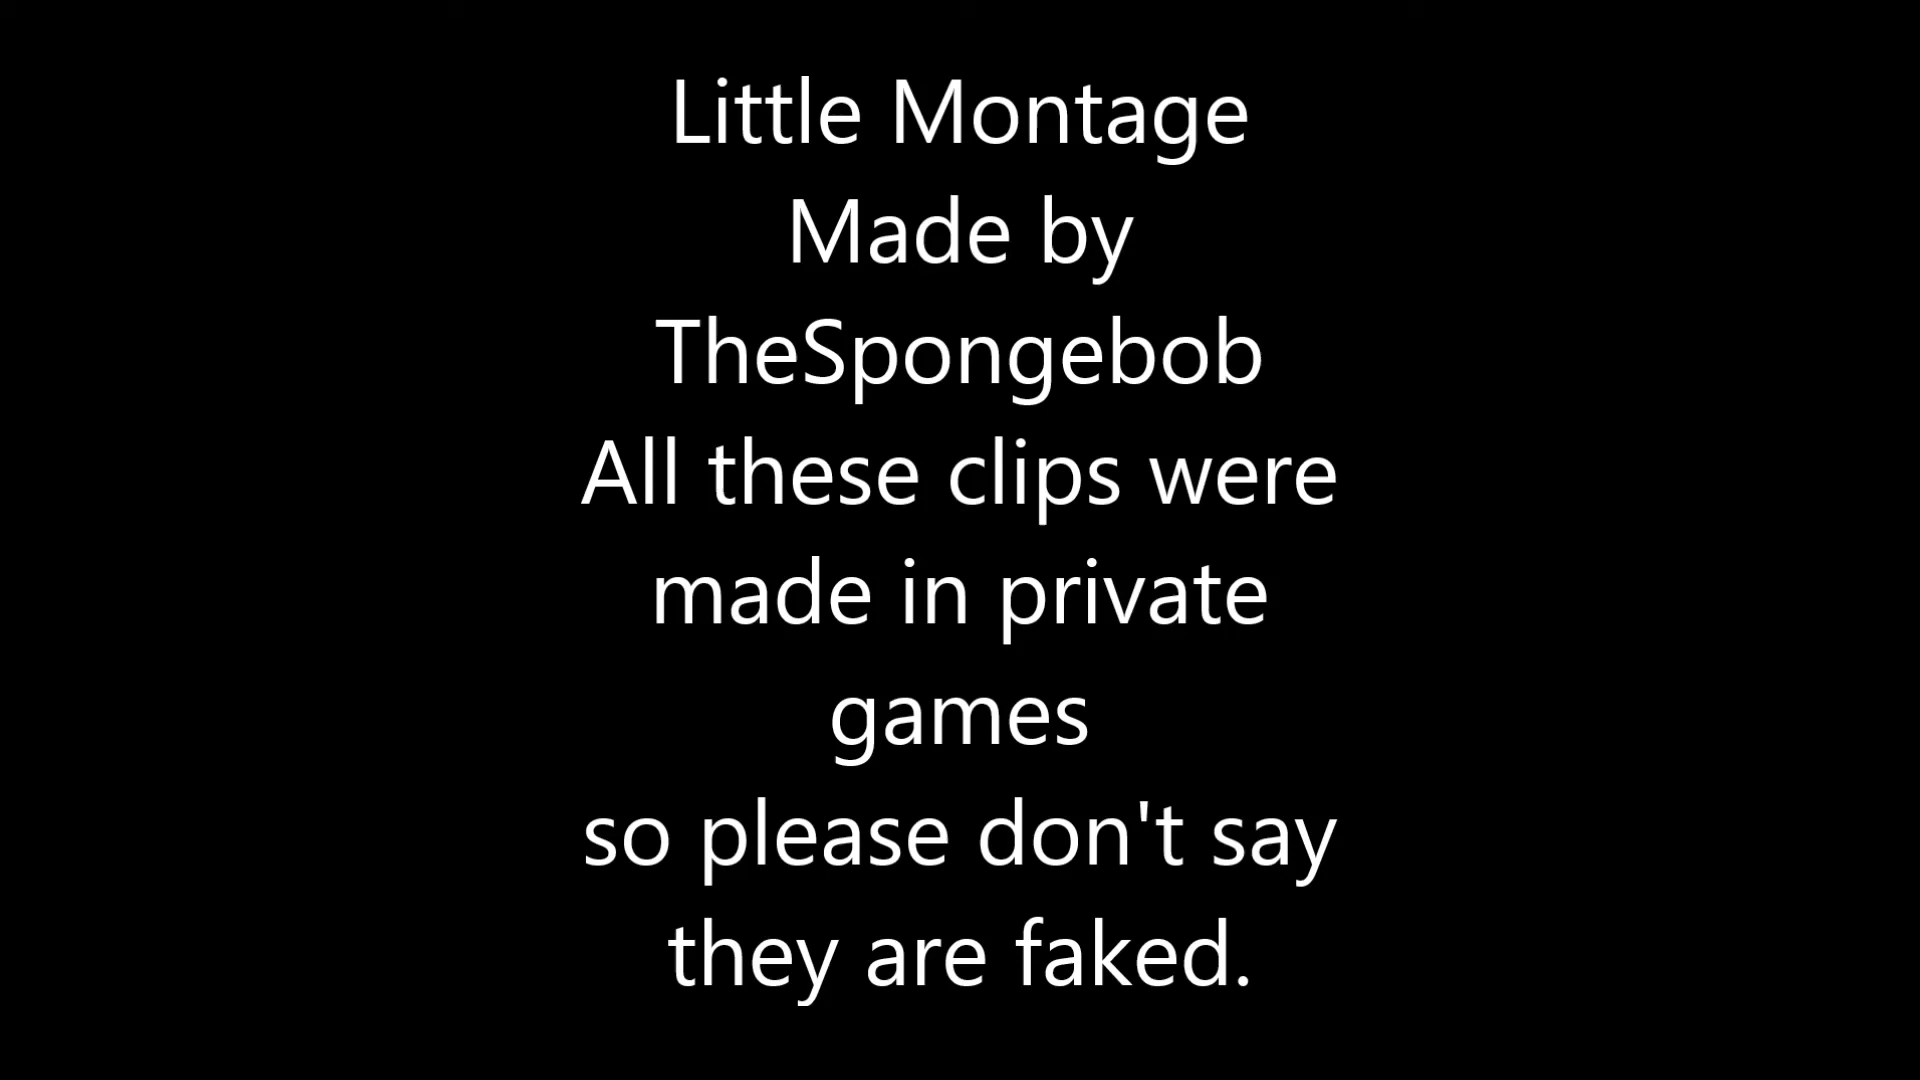 Little Montage
Made by
TheSpongebob
All these clips were
made in private
games
so please don't say
they are faked.